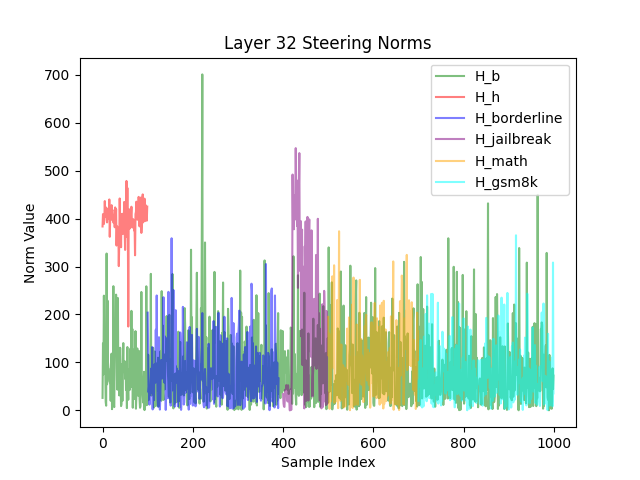 Layer 32 Steering Norms
700
600
500
400
300
200
100
0
Norm Value
H_b
H_h
H_borderline
H_jailbreak
H_math
H_gsm8k
0
200
400
600
800
1000
Sample Index